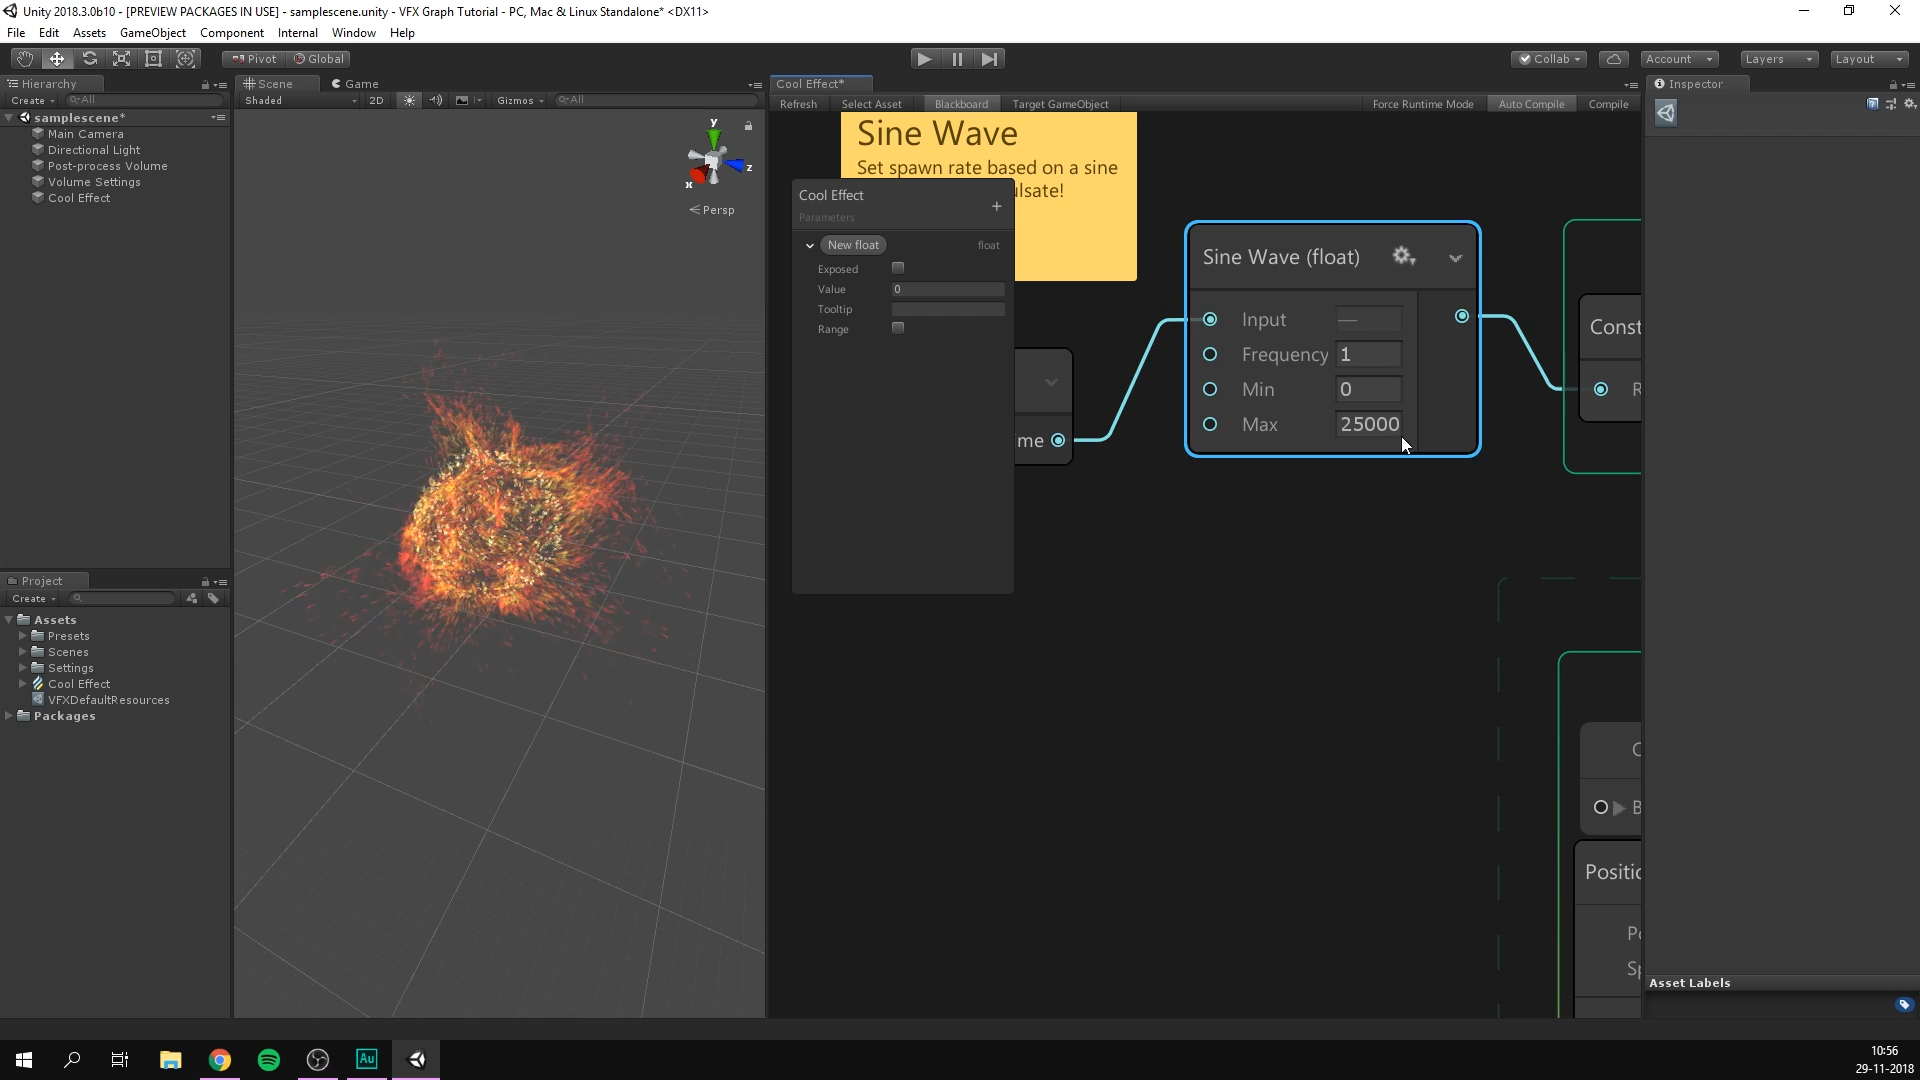 Unity 2018.3.0b10 - [PREVIEW PACKAGES IN USE] - samplescene.unity - VFX Graph Tutorial - PC, Mac & Linux Standalone* <DX11>
File Edit Assets GameObject Component Internal Window Help
Pivot Global Collab Account Layers Layout
Hierarchy
Create All
samplescene*
Main Camera
Directional Light
Post-process Volume
Volume Settings
Cool Effect
Project
Create
Assets
Presets
Scenes
Settings
Cool Effect
VFXDefaultResources
Packages
Scene Game
Shaded 2D Gizmos All
y
z
x
Persp
Cool Effect*
Refresh Select Asset Blackboard Target GameObject Force Runtime Mode Auto Compile Compile
Sine Wave
Set spawn rate based on a sine
ulsate!
Cool Effect
Parameters
+
New float float
Exposed
Value 0
Tooltip
Range
me
Sine Wave (float)
Input —
Frequency 1
Min 0
Max 25000
Const
R
C
B
Positic
Po
Sp
Inspector
Asset Labels
Au
10:56
29-11-2018